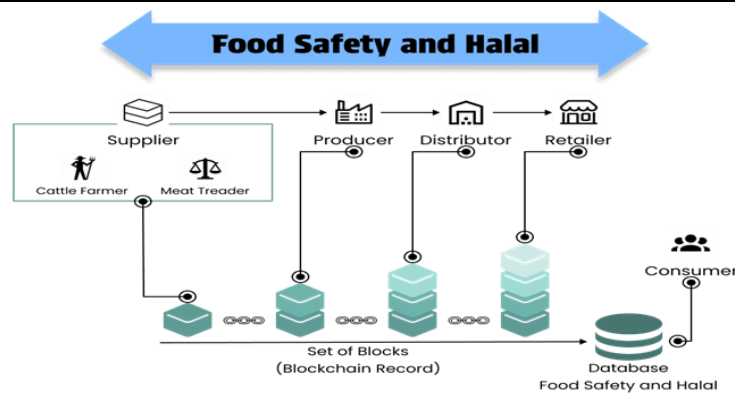 Food Safety and Halal
Supplier
Producer
Distributor
Retailer
Cattle Farmer
Meat Treader
Consumer
Set of Blocks
(Blockchain Record)
Database
Food Safety and Halal